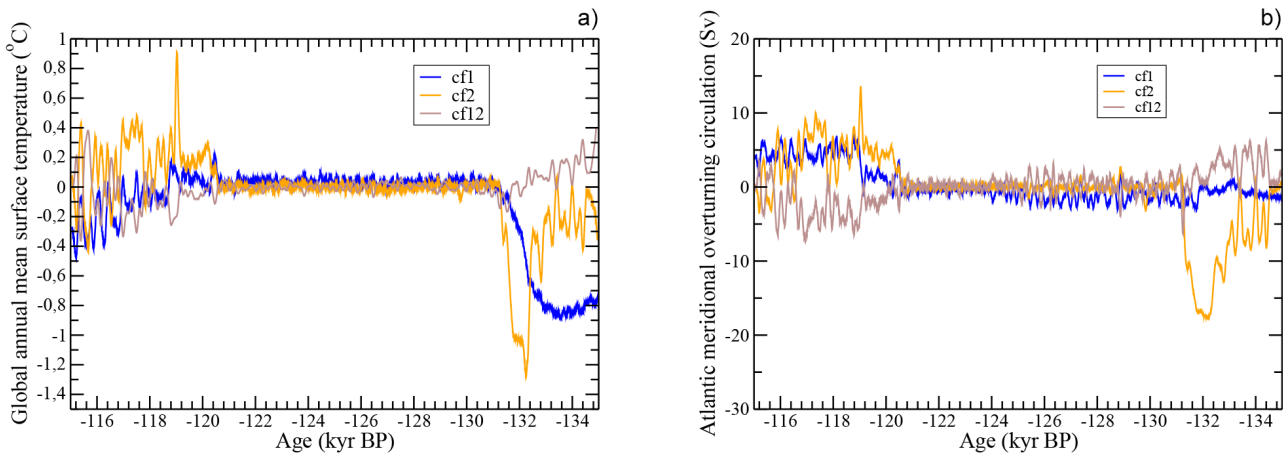 a)
Global annual mean surface temperature (°C)
1
0,8
0,6
0,4
0,2
0
-0,2
-0,4
-0,6
-0,8
-1
-1,2
-1,4
cf1
cf2
cf12
-116 -118 -120 -122 -124 -126 -128 -130 -132 -134
Age (kyr BP)
b)
Atlantic meridional overturning circulation (Sv)
20
10
0
-10
-20
-30
cf1
cf2
cf12
-116 -118 -120 -122 -124 -126 -128 -130 -132 -134
Age (kyr BP)